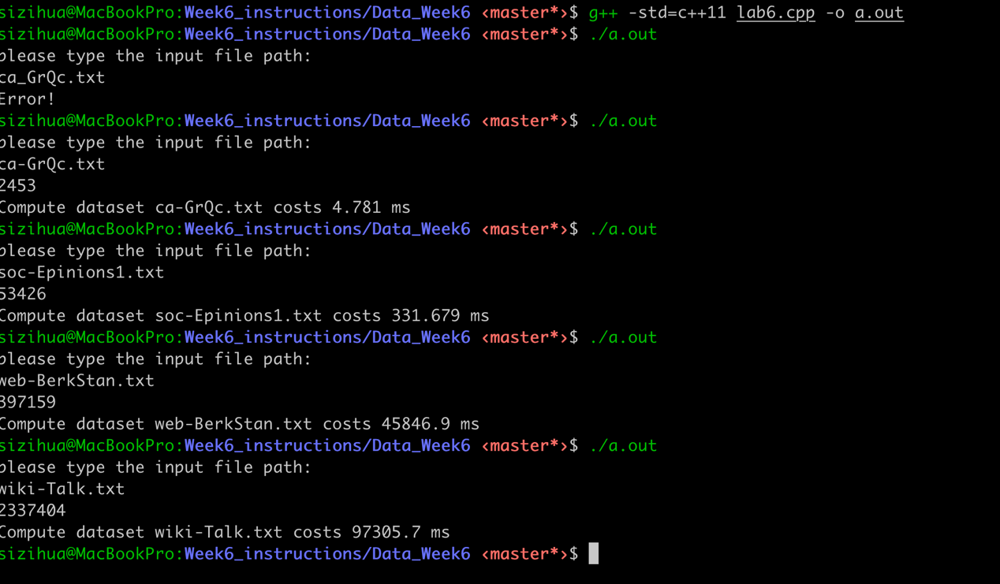 sizihua@MacBookPro:Week6_instructions/Data_Week6 ‹master*›$ g++ -std=c++11 lab6.cpp -o a.out
sizihua@MacBookPro:Week6_instructions/Data_Week6 ‹master*›$ ./a.out
please type the input file path:
ca_GrQc.txt
Error!
sizihua@MacBookPro:Week6_instructions/Data_Week6 ‹master*›$ ./a.out
please type the input file path:
ca-GrQc.txt
2453
Compute dataset ca-GrQc.txt costs 4.781 ms
sizihua@MacBookPro:Week6_instructions/Data_Week6 ‹master*›$ ./a.out
please type the input file path:
soc-Epinions1.txt
53426
Compute dataset soc-Epinions1.txt costs 331.679 ms
sizihua@MacBookPro:Week6_instructions/Data_Week6 ‹master*›$ ./a.out
please type the input file path:
web-BerkStan.txt
397159
Compute dataset web-BerkStan.txt costs 45846.9 ms
sizihua@MacBookPro:Week6_instructions/Data_Week6 ‹master*›$ ./a.out
please type the input file path:
wiki-Talk.txt
2337404
Compute dataset wiki-Talk.txt costs 97305.7 ms
sizihua@MacBookPro:Week6_instructions/Data_Week6 ‹master*›$